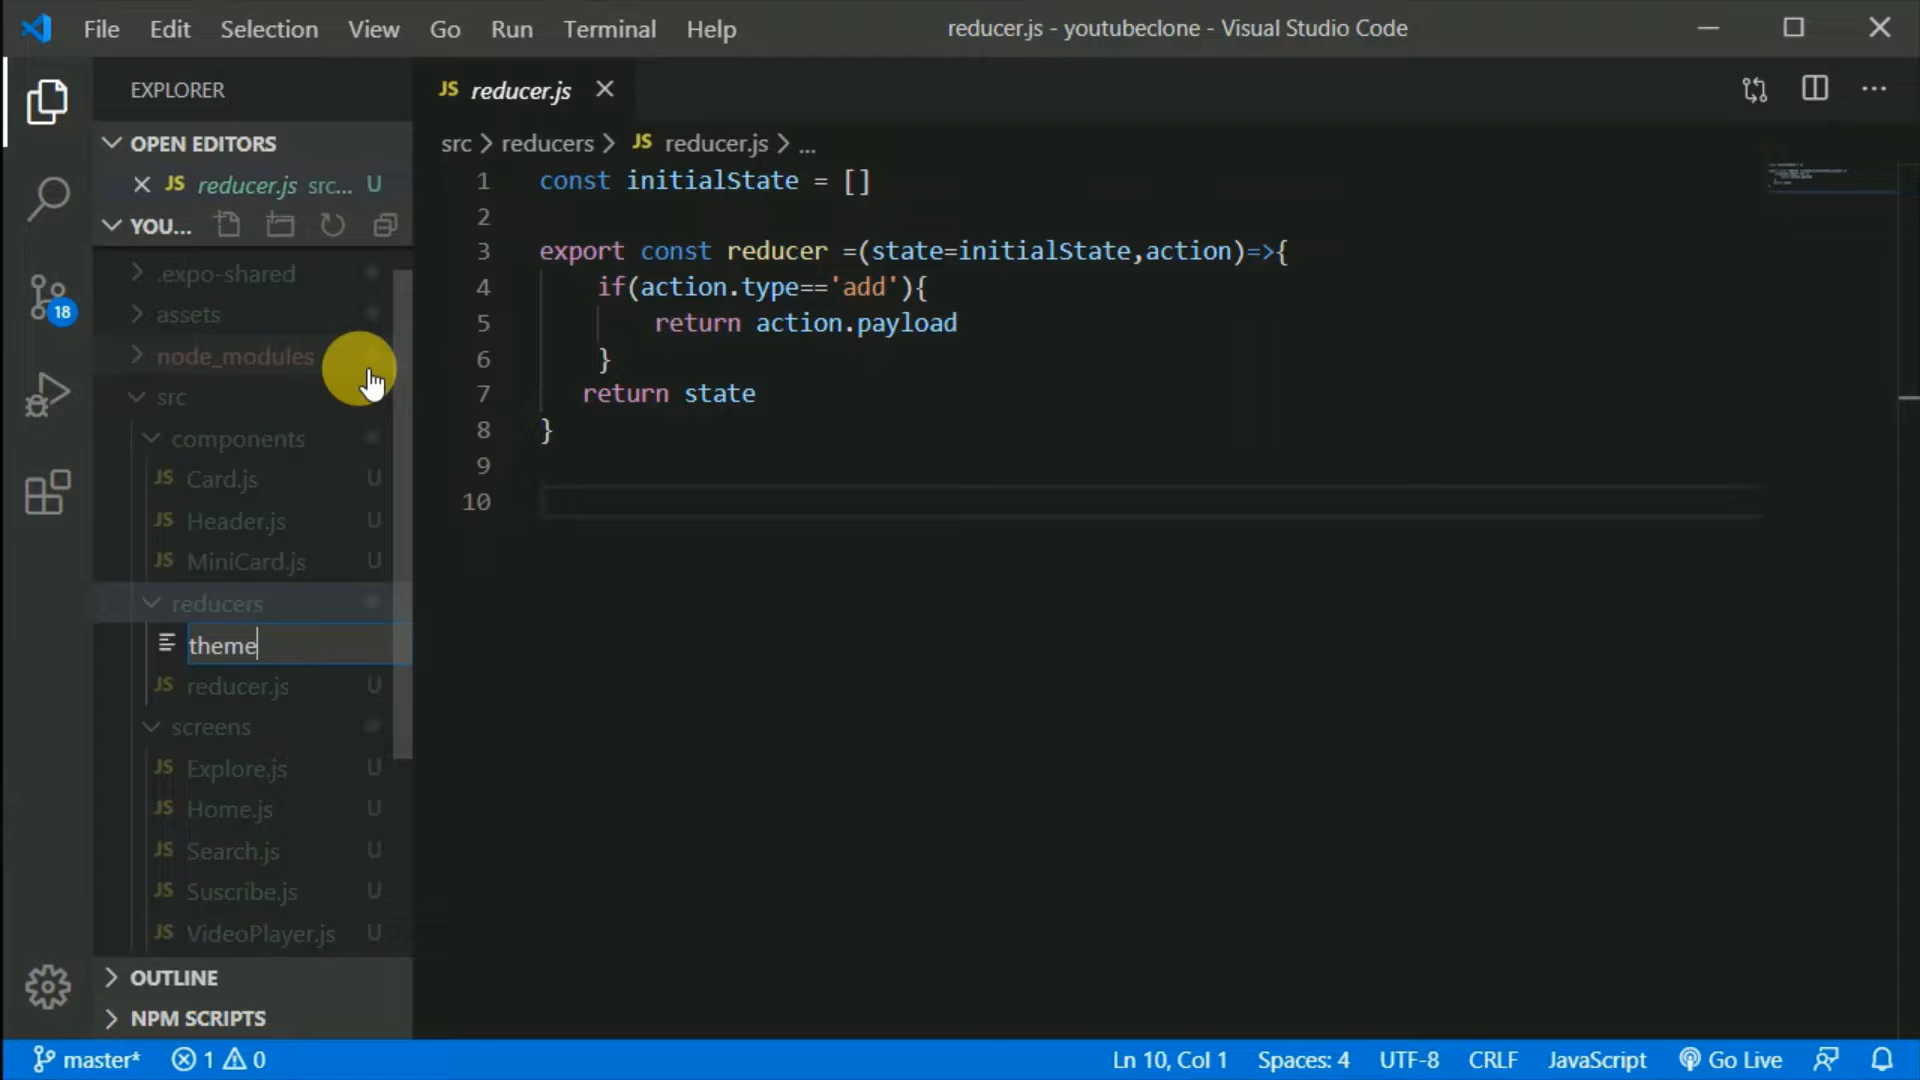 File Edit Selection View Go Run Terminal Help reducer.js - youtubeclone - Visual Studio Code
EXPLORER
JS reducer.js
OPEN EDITORS
JS reducer.js src... U
YOU...
.expo-shared
assets
node_modules
src
components
JS Card.js U
JS Header.js U
JS MiniCard.js U
reducers
theme
JS reducer.js U
screens
JS Explore.js U
JS Home.js U
JS Search.js U
JS Suscribe.js U
JS VideoPlayer.js U
OUTLINE
NPM SCRIPTS
18
src > reducers > JS reducer.js > ...
1 const initialState = []
2
3 export const reducer =(state=initialState,action)=>{
4 if(action.type=='add'){
5 return action.payload
6 }
7 return state
8 }
9
10
master* 1 0 Ln 10, Col 1 Spaces: 4 UTF-8 CRLF JavaScript Go Live